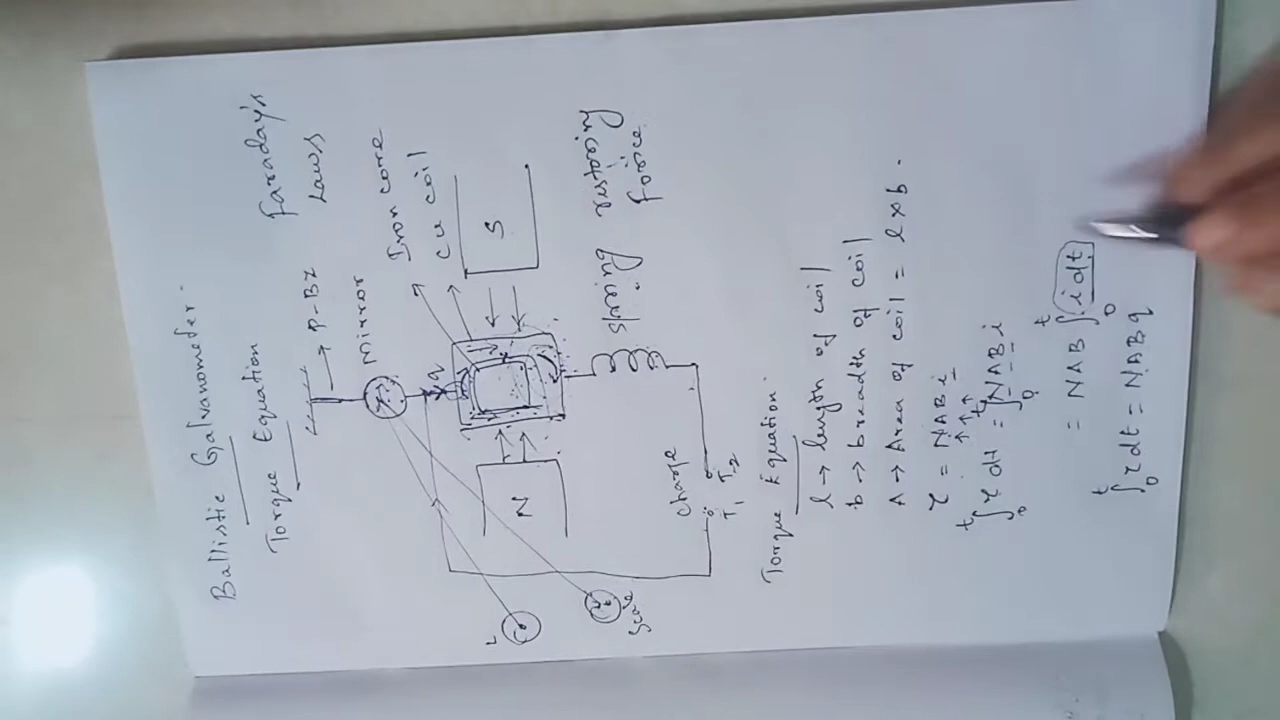 Ballistic Galvanometer.
Torque Equation
Faraday's
Laws
P-Bz
Mirror
Iron core
Cu coil
q
N
S
L
Scale
Spring
restoring
force
Charge
T1 T2
Torque Equation.
l → length of coil
b → breadth of coil
A → Area of coil = l x b.
τ = NABi
∫₀ᵗ τ dt = ∫₀ᵗ NABi
= NAB ∫₀ᵗ i dt
∫₀ᵗ τ dt = NABq